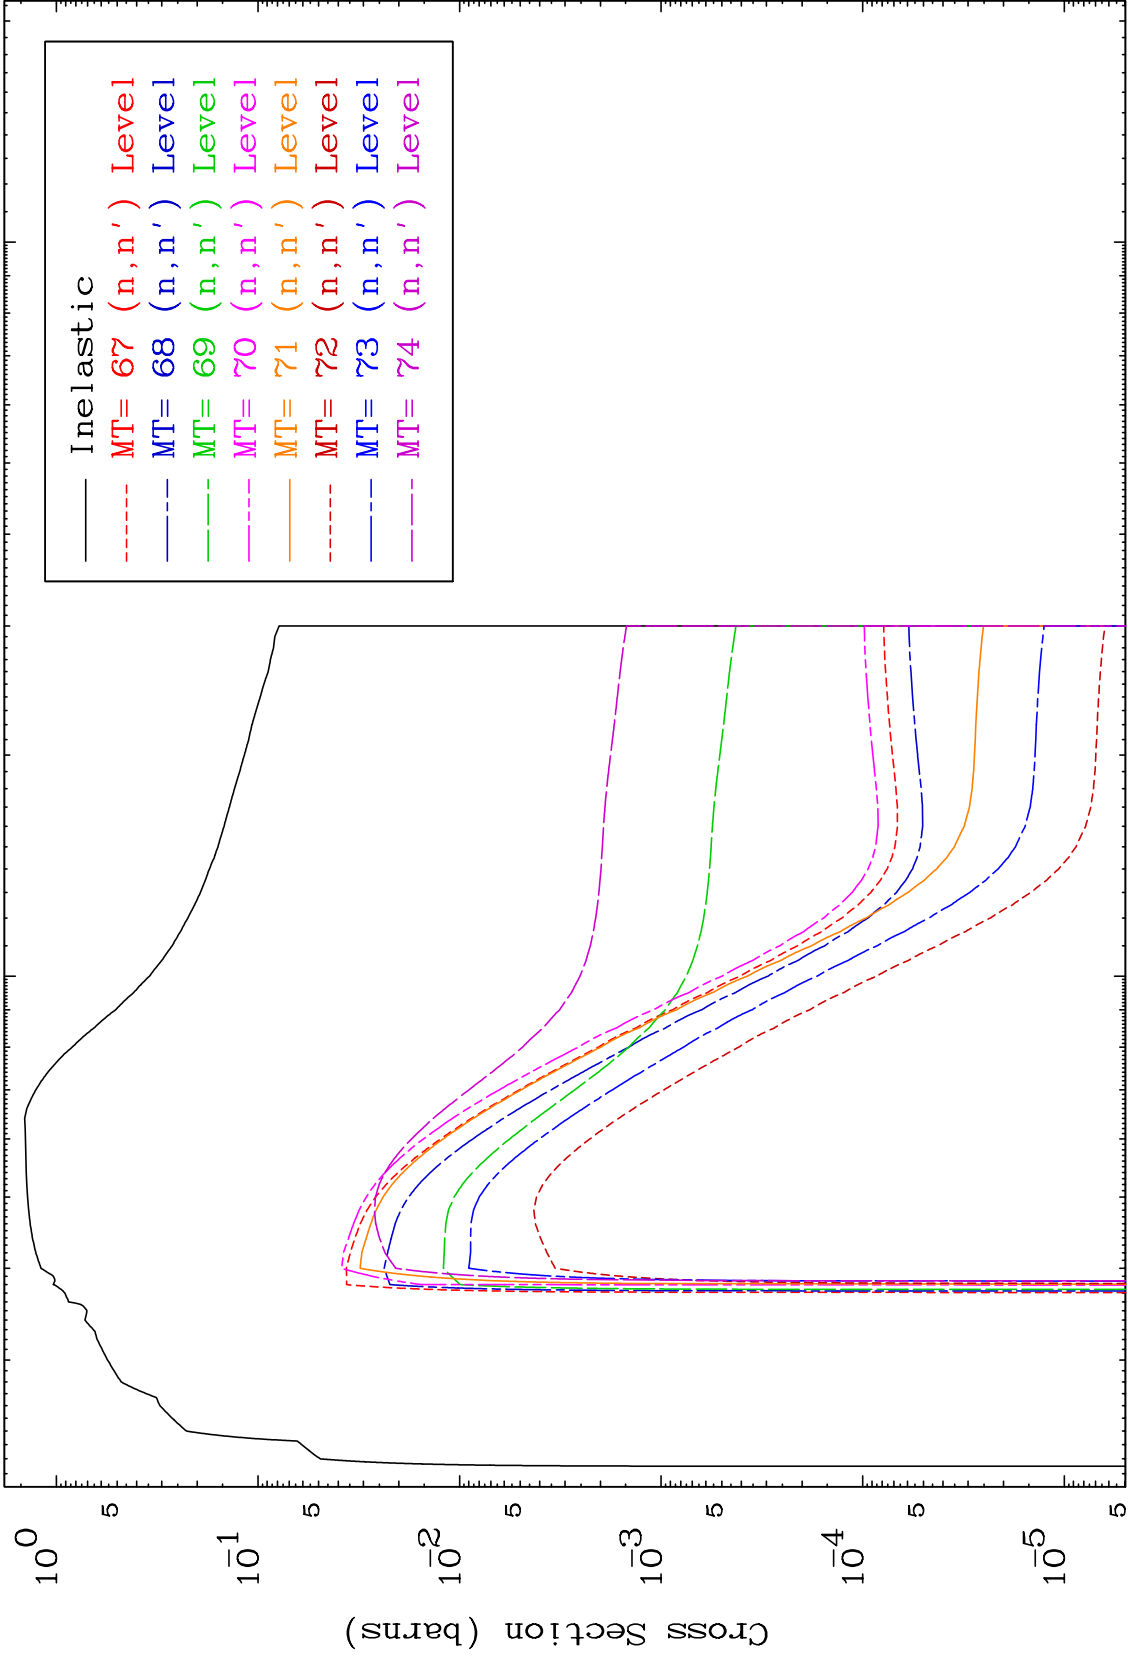 Inelastic
MT= 67 (n,n') Level
MT= 68 (n,n') Level
MT= 69 (n,n') Level
MT= 70 (n,n') Level
MT= 71 (n,n') Level
MT= 72 (n,n') Level
MT= 73 (n,n') Level
MT= 74 (n,n') Level
10^0
5
10^-1
5
10^-2
5
10^-3
5
10^-4
5
10^-5
5
Cross Section (barns)